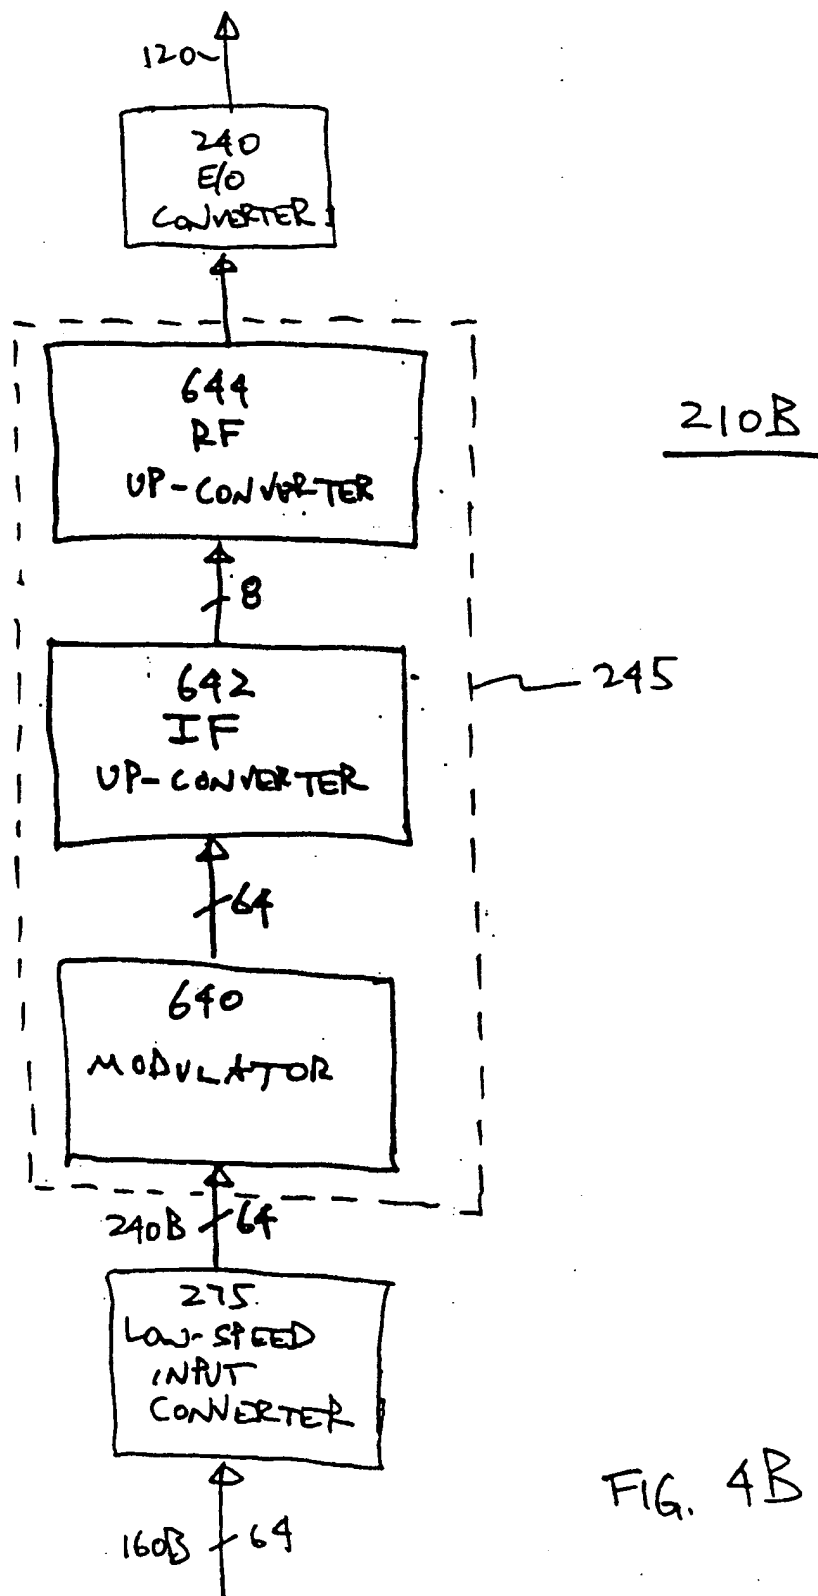 120
240
E/O
CONVERTER
644
RF
UP-CONVERTER
210B
8
642
IF
UP-CONVERTER
245
64
640
MODULATOR
240B 64
275
LOW-SPEED
INPUT
CONVERTER
160B 64
FIG. 4B